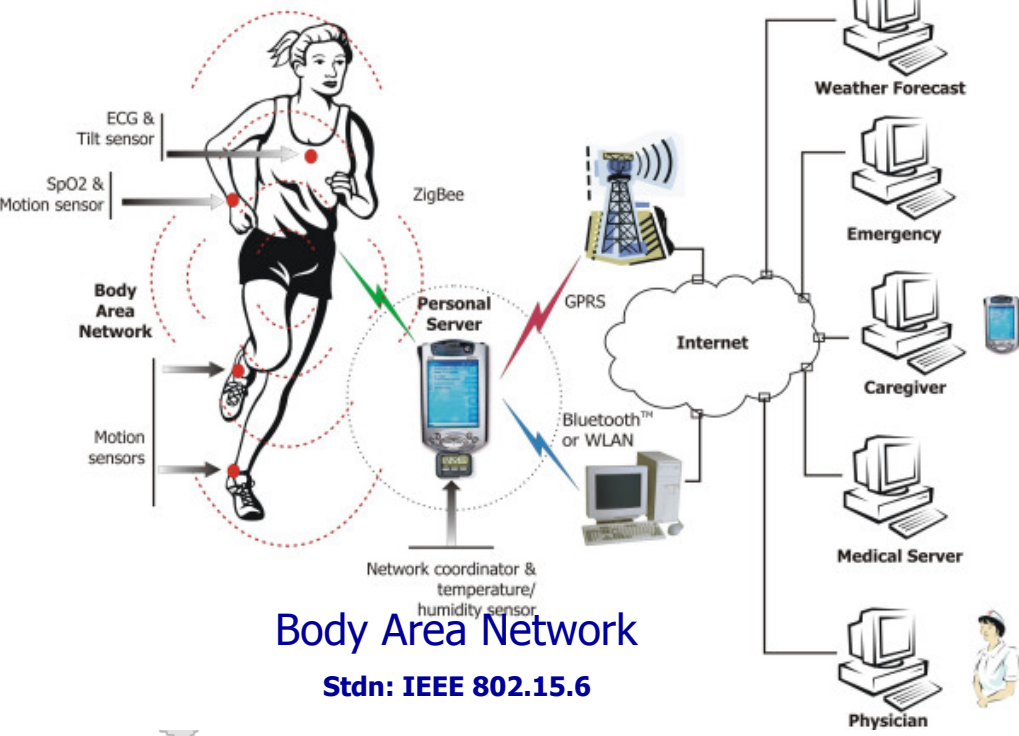 Weather Forecast
ECG &
Tilt sensor
SpO2 &
Motion sensor
ZigBee
Emergency
Body
Area
Network
Personal
Server
GPRS
Internet
Caregiver
Motion
sensors
Bluetooth™
or WLAN
Medical Server
Network coordinator &
temperature/
humidity sensor
Body Area Network
Stdn: IEEE 802.15.6
Physician